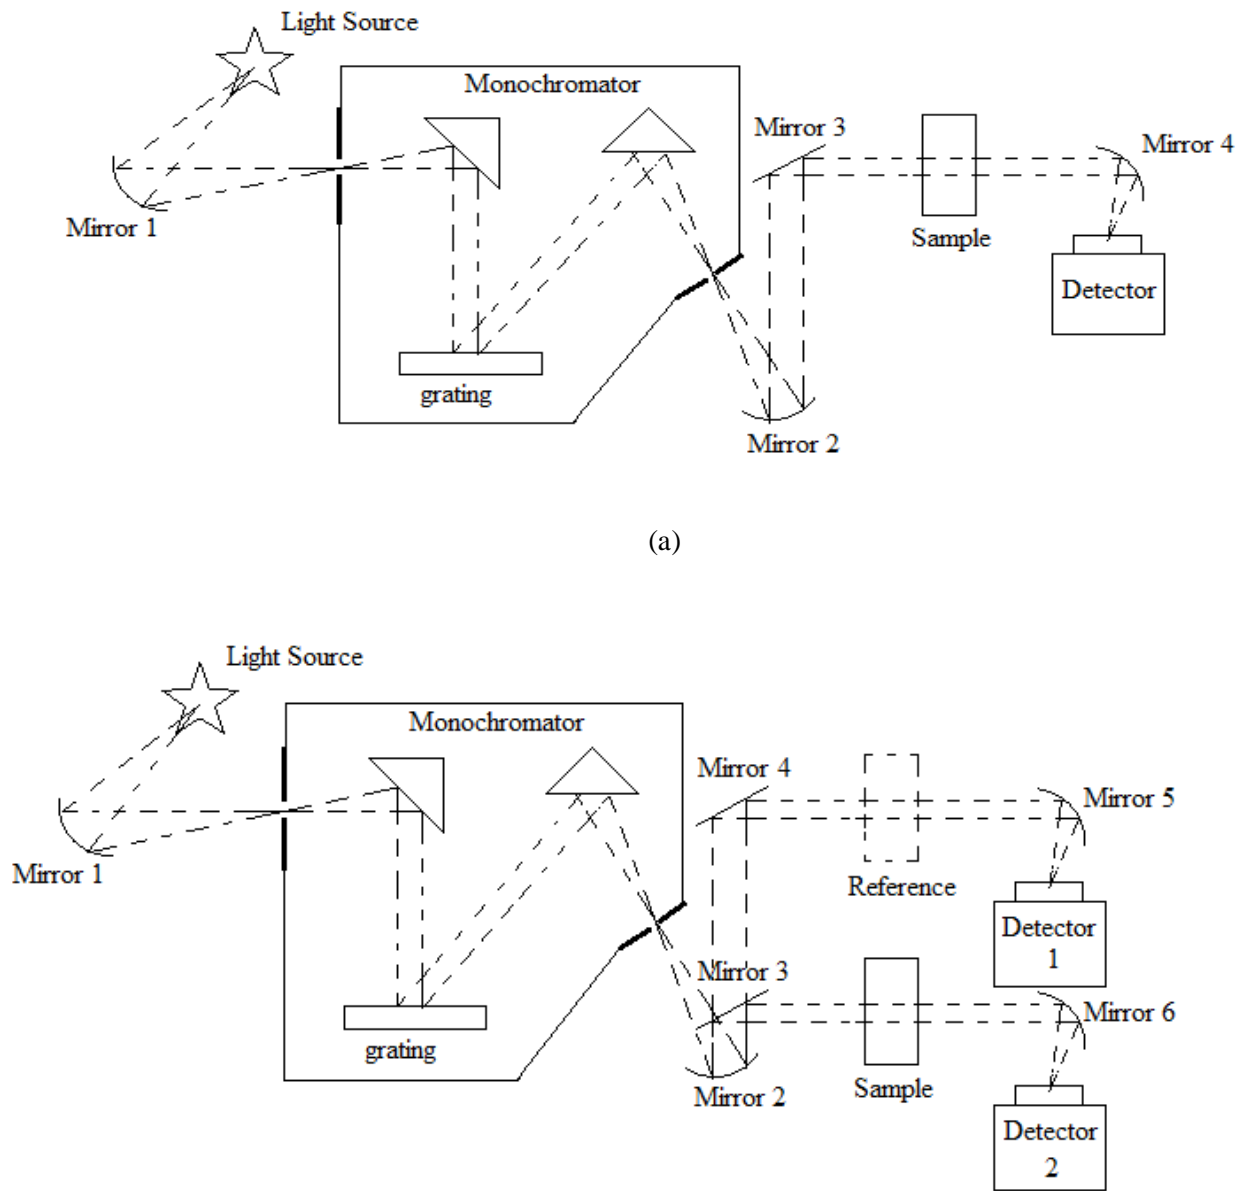 Light Source
Monochromator
Mirror 3
Mirror 4
Mirror 1
Sample
Detector
grating
Mirror 2
(a)
Light Source
Monochromator
Mirror 4
Mirror 5
Mirror 1
Reference
Detector
1
Mirror 3
Mirror 6
grating
Sample
Mirror 2
Detector
2